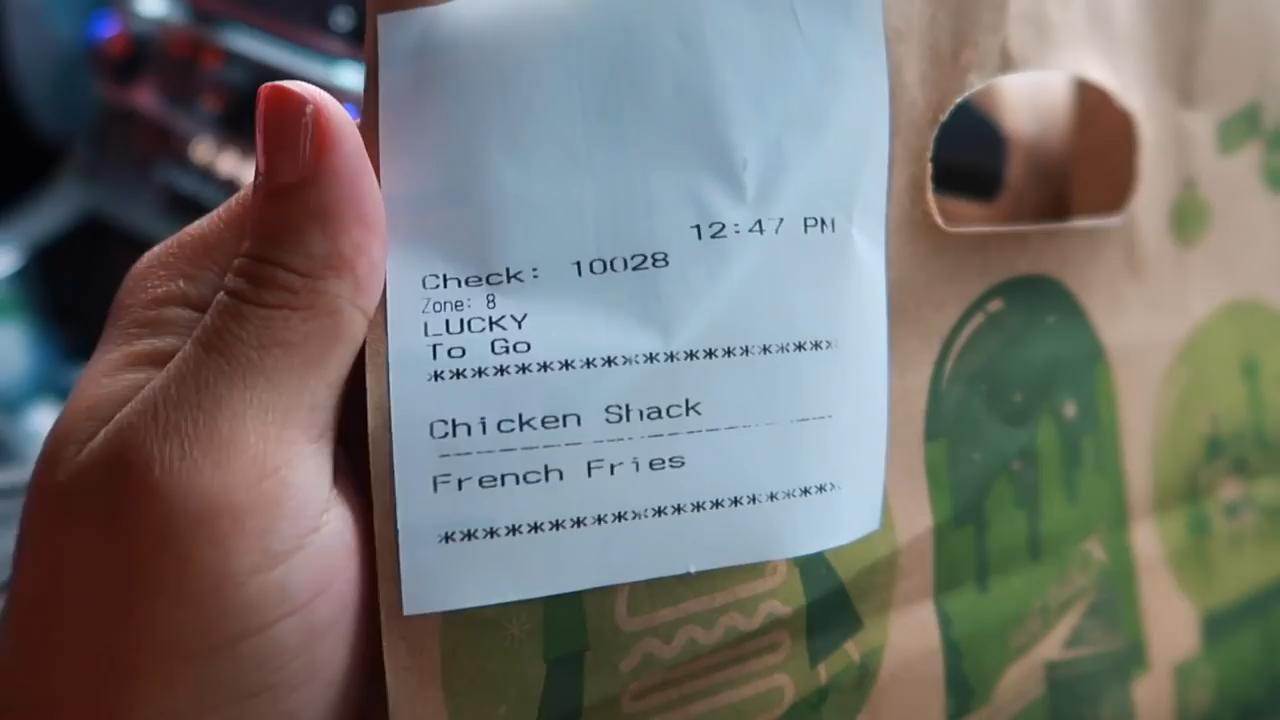 12:47 PM
Check: 10028
Zone: 8
LUCKY
To Go
*******************
Chicken Shack
-------------------
French Fries
*******************